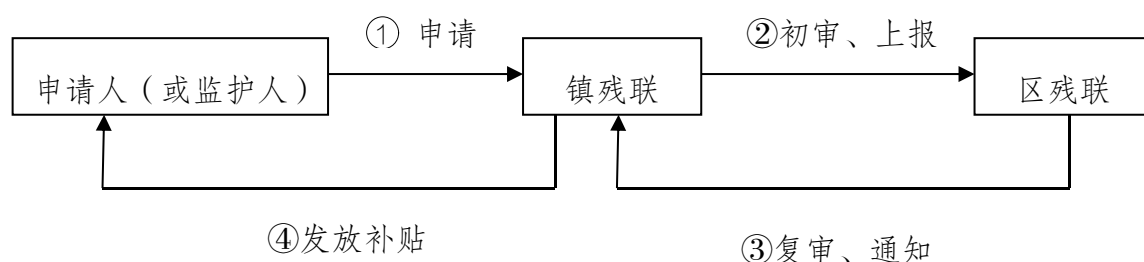 ① 申请
②初审、上报
申请人（或监护人）
镇残联
区残联
④发放补贴
③复审、通知